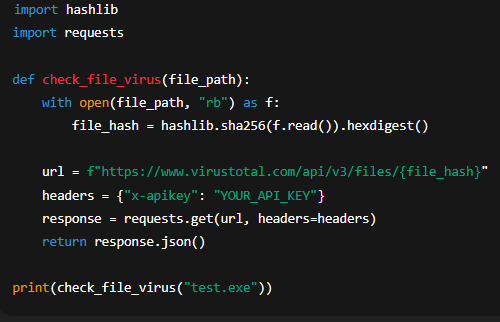 import hashlib
import requests

def check_file_virus(file_path):
    with open(file_path, "rb") as f:
        file_hash = hashlib.sha256(f.read()).hexdigest()

    url = f"https://www.virustotal.com/api/v3/files/{file_hash}"
    headers = {"x-apikey": "YOUR_API_KEY"}
    response = requests.get(url, headers=headers)
    return response.json()

print(check_file_virus("test.exe"))